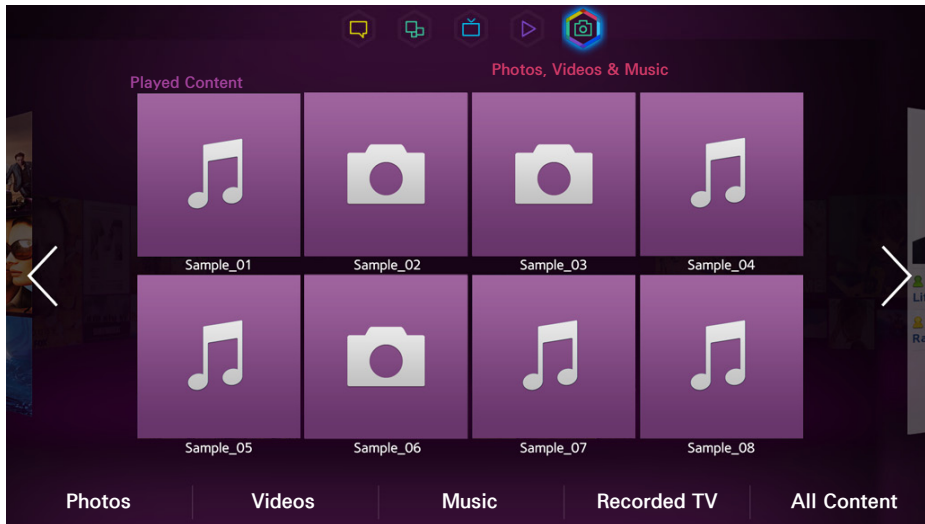 Photos, Videos & Music
Played Content
Sample_01
Sample_02
Sample_03
Sample_04
Sample_05
Sample_06
Sample_07
Sample_08
Photos
Videos
Music
Recorded TV
All Content